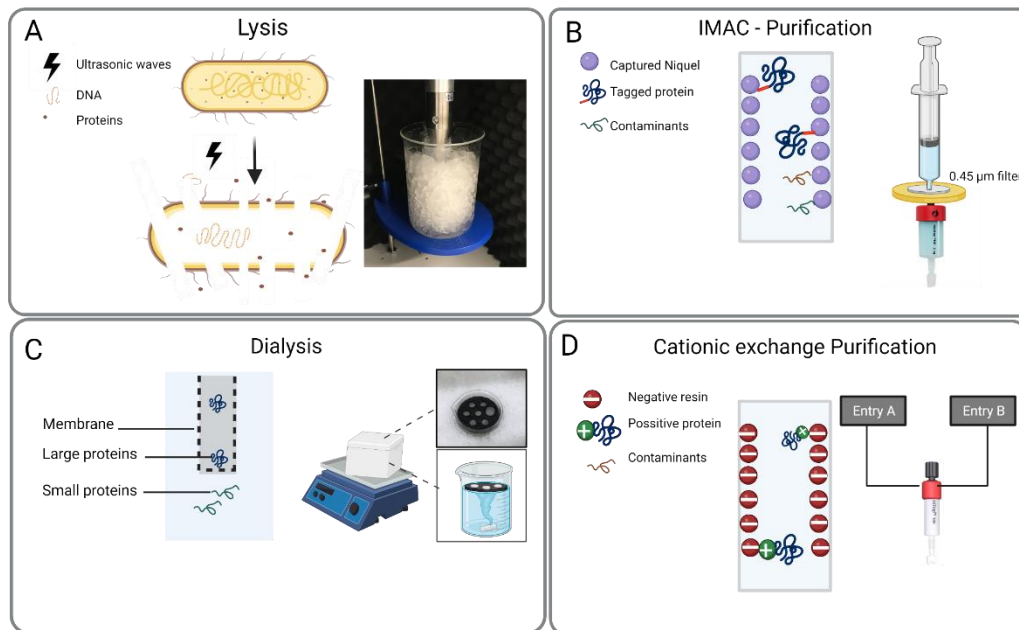 A
Lysis
Ultrasonic waves
DNA
Proteins
B
IMAC - Purification
Captured Niquel
Tagged protein
Contaminants
0.45 µm filter
C
Dialysis
Membrane
Large proteins
Small proteins
D
Cationic exchange Purification
Negative resin
Possitive protein
Contaminants
Entry A
Entry B